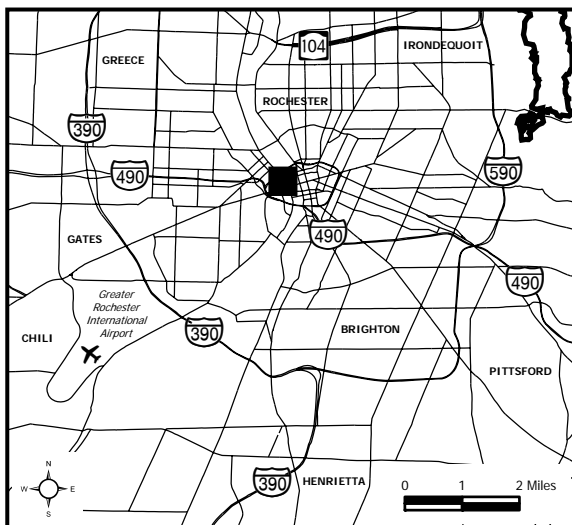 104
IRONDEQUOIT
GREECE
ROCHESTER
390
490
590
490
GATES
490
Greater
Rochester
International
Airport
390
BRIGHTON
CHILI
PITTSFORD
N
W E
S
390
HENRIETTA
0 1 2 Miles